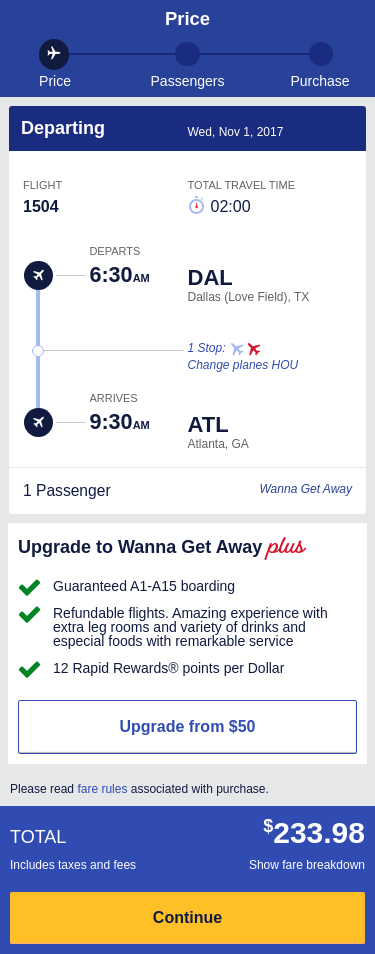 Price
Price Passengers Purchase
Departing Wed, Nov 1, 2017
FLIGHT TOTAL TRAVEL TIME
1504 02:00
DEPARTS
6:30AM DAL
Dallas (Love Field), TX
1 Stop:
Change planes HOU
ARRIVES
9:30AM ATL
Atlanta, GA
1 Passenger Wanna Get Away
Upgrade to Wanna Get Away plus
Guaranteed A1-A15 boarding
Refundable flights. Amazing experience with
extra leg rooms and variety of drinks and
especial foods with remarkable service
12 Rapid Rewards® points per Dollar
Upgrade from $50
Please read fare rules associated with purchase.
TOTAL $233.98
Includes taxes and fees Show fare breakdown
Continue